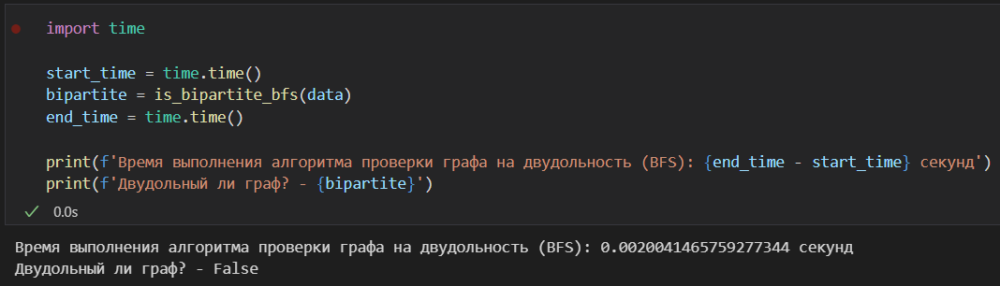 import time
start_time = time.time()
bipartite = is_bipartite_bfs(data)
end_time = time.time()
print(f'Время выполнения алгоритма проверки графа на двудольность (BFS): {end_time - start_time} секунд')
print(f'Двудольный ли граф? - {bipartite}')
0.0s
Время выполнения алгоритма проверки графа на двудольность (BFS): 0.0020041465759277344 секунд
Двудольный ли граф? - False